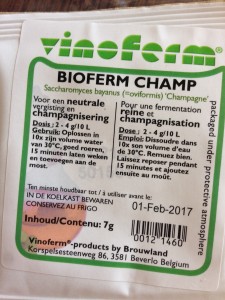 vinoferm®
BIOFERM CHAMP
Saccharomyces bayanus (=oviformis) 'Champagne'
Voor een neutrale
vergisting en
champagnisering
Dosis : 2 - 4 g/10 L
Gebruik: Oplossen in
10x zijn volume water
van 30°C, goed roeren,
15 minuten laten weken
en toevoegen aan de
most.
Pour une fermentation
reine et
champagnisation
Dose : 2 - 4 g/10 L
Emploi: Dissoudre dans
10x son volume d'eau
de 30°C. Remuez bien.
Laissez reposer pendant
15 minutes et ajoutez
ensuite au moût.
packaged under protective atmosphere
Ten minste houdbaar tot / à utiliser avant le:
IN DE KOELKAST BEWAREN
CONSERVEZ AU FRIGO
01-Feb-2017
Inhoud/Contenu: 7g
0012 1460
Vinoferm®-products by Brouwland
Korspelsesteenweg 86, 3581 Beverlo Belgium